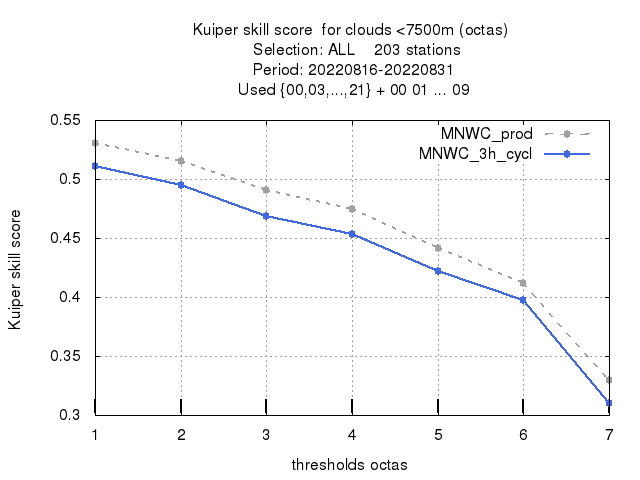 Kuiper skill score  for clouds <7500m (octas)
Selection: ALL    203 stations
Period: 20220816-20220831
Used {00,03,...,21} + 00 01 ... 09
MNWC_prod
MNWC_3h_cycl
0.55
0.5
0.45
0.4
0.35
0.3
Kuiper skill score
1 2 3 4 5 6 7
thresholds octas